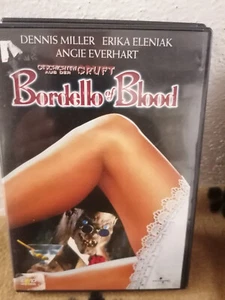 DENNIS MILLER ERIKA ELENIAK
ANGIE EVERHART
GESCHICHTEN
AUS DER GRUFT
Bordello of Blood